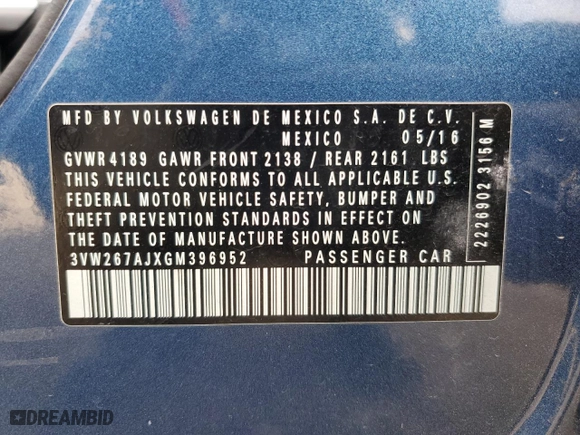 MFD BY VOLKSWAGEN DE MEXICO S.A. DE C.V.
MEXICO 05/16
GVWR 4189 GAWR FRONT 2138 / REAR 2161 LBS
THIS VEHICLE CONFORMS TO ALL APPLICABLE U.S.
FEDERAL MOTOR VEHICLE SAFETY, BUMPER AND
THEFT PREVENTION STANDARDS IN EFFECT ON
THE DATE OF MANUFACTURE SHOWN ABOVE.
3VW267AJXGM396952 PASSENGER CAR
2226902 3156 M
DREAMBID